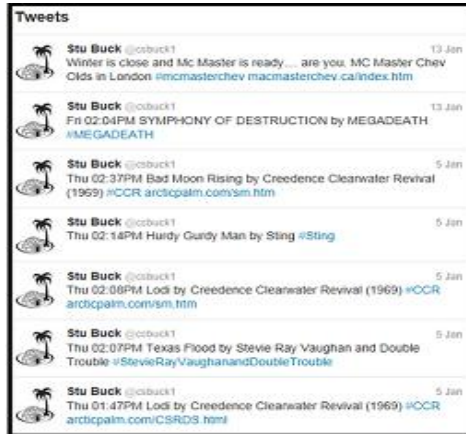 Tweets
Stu Buck @csbuck1 13 Jan
Winter is close and Mc Master is ready.... are you. MC Master Chev
Olds in London #mcmasterchev macmasterchev.ca/index.htm
Stu Buck @csbuck1 13 Jan
Fri 02:04PM SYMPHONY OF DESTRUCTION by MEGADEATH
#MEGADEATH
Stu Buck @csbuck1 5 Jan
Thu 02:37PM Bad Moon Rising by Creedence Clearwater Revival
(1969) #CCR arcticpalm.com/sm.htm
Stu Buck @csbuck1 5 Jan
Thu 02:14PM Hurdy Gurdy Man by Sting #Sting
Stu Buck @csbuck1 5 Jan
Thu 02:08PM Lodi by Creedence Clearwater Revival (1969) #CCR
arcticpalm.com/sm.htm
Stu Buck @csbuck1 5 Jan
Thu 02:07PM Texas Flood by Stevie Ray Vaughan and Double
Trouble #StevieRayVaughanandDoubleTrouble
Stu Buck @csbuck1 5 Jan
Thu 01:47PM Lodi by Creedence Clearwater Revival (1969) #CCR
arcticpalm.com/CSRDS.html